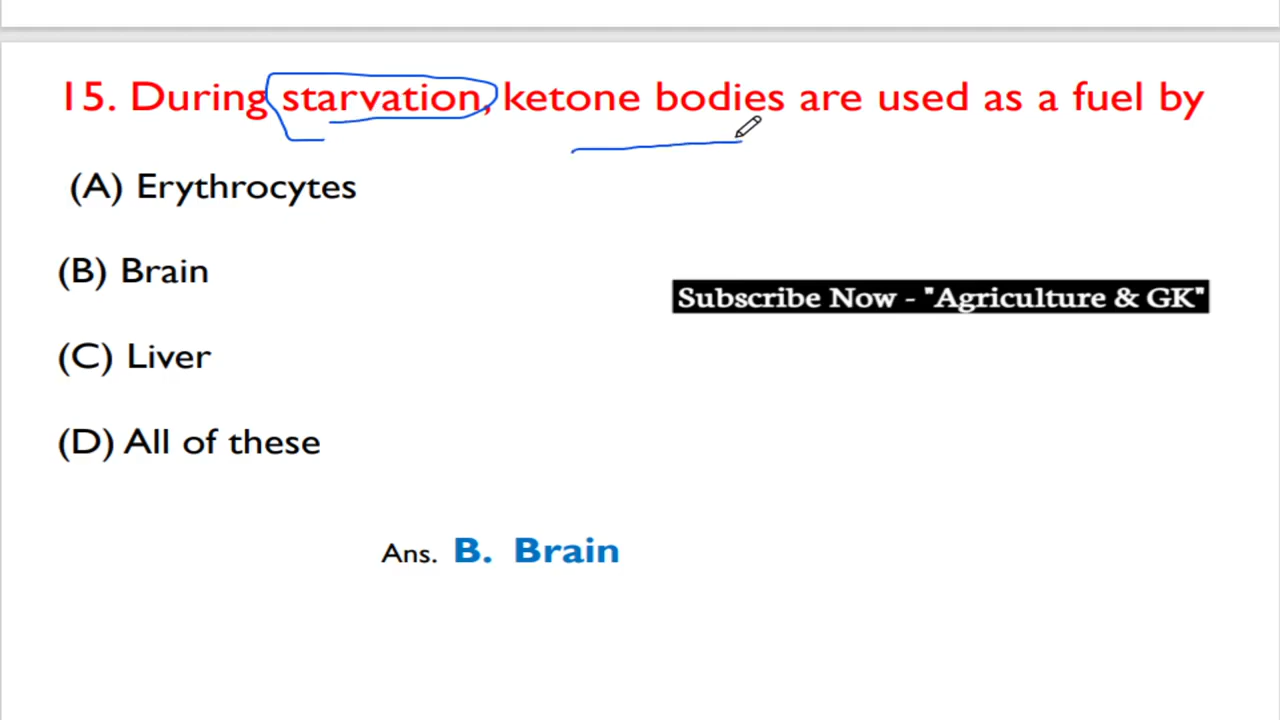 15. During starvation, ketone bodies are used as a fuel by
(A) Erythrocytes
(B) Brain
Subscribe Now - "Agriculture & GK"
(C) Liver
(D) All of these
Ans. B. Brain